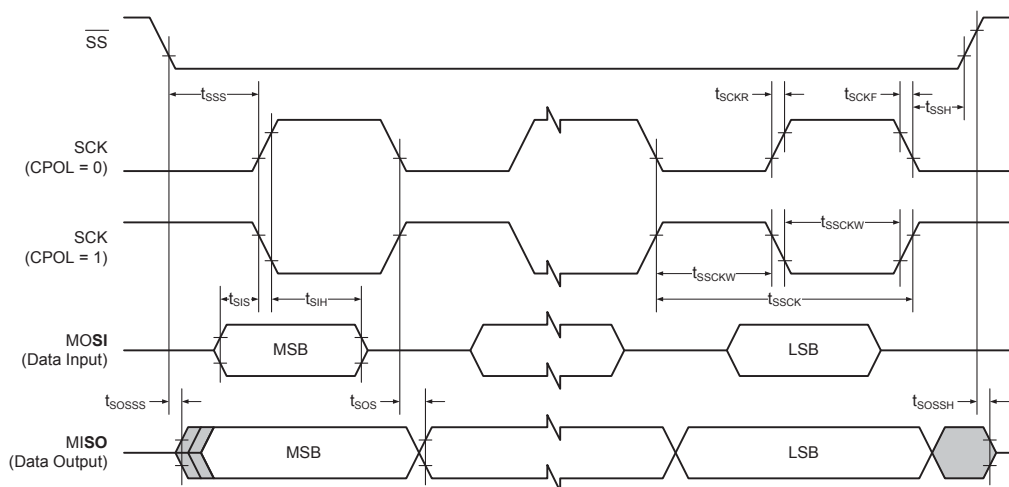 SS
tSSS
tSCKR
tSCKF
tSSH
SCK
(CPOL = 0)
SCK
(CPOL = 1)
tSSCKW
tSSCKW
tSSCK
tSIS
tSIH
MOSI
(Data Input)
MSB
LSB
tSOSSS
tSOS
tSOSSH
MISO
(Data Output)
MSB
LSB